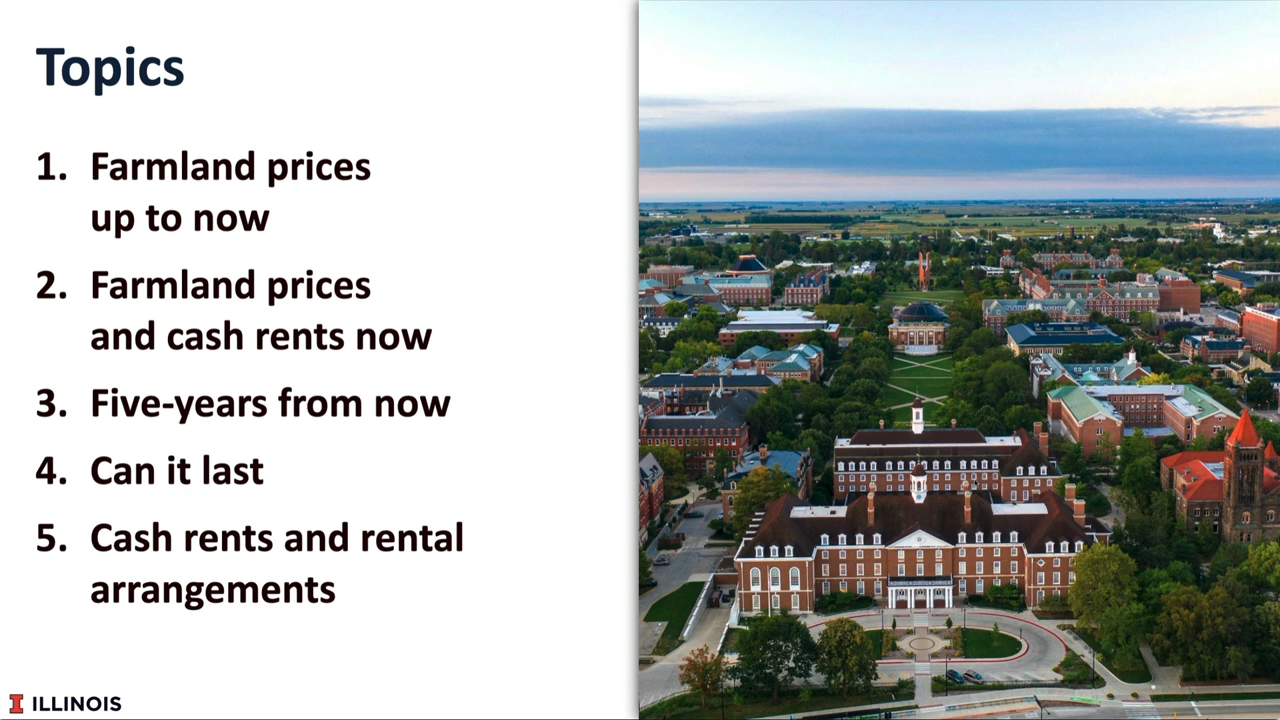 Topics
1. Farmland prices
up to now
2. Farmland prices
and cash rents now
3. Five-years from now
4. Can it last
5. Cash rents and rental
arrangements
I ILLINOIS